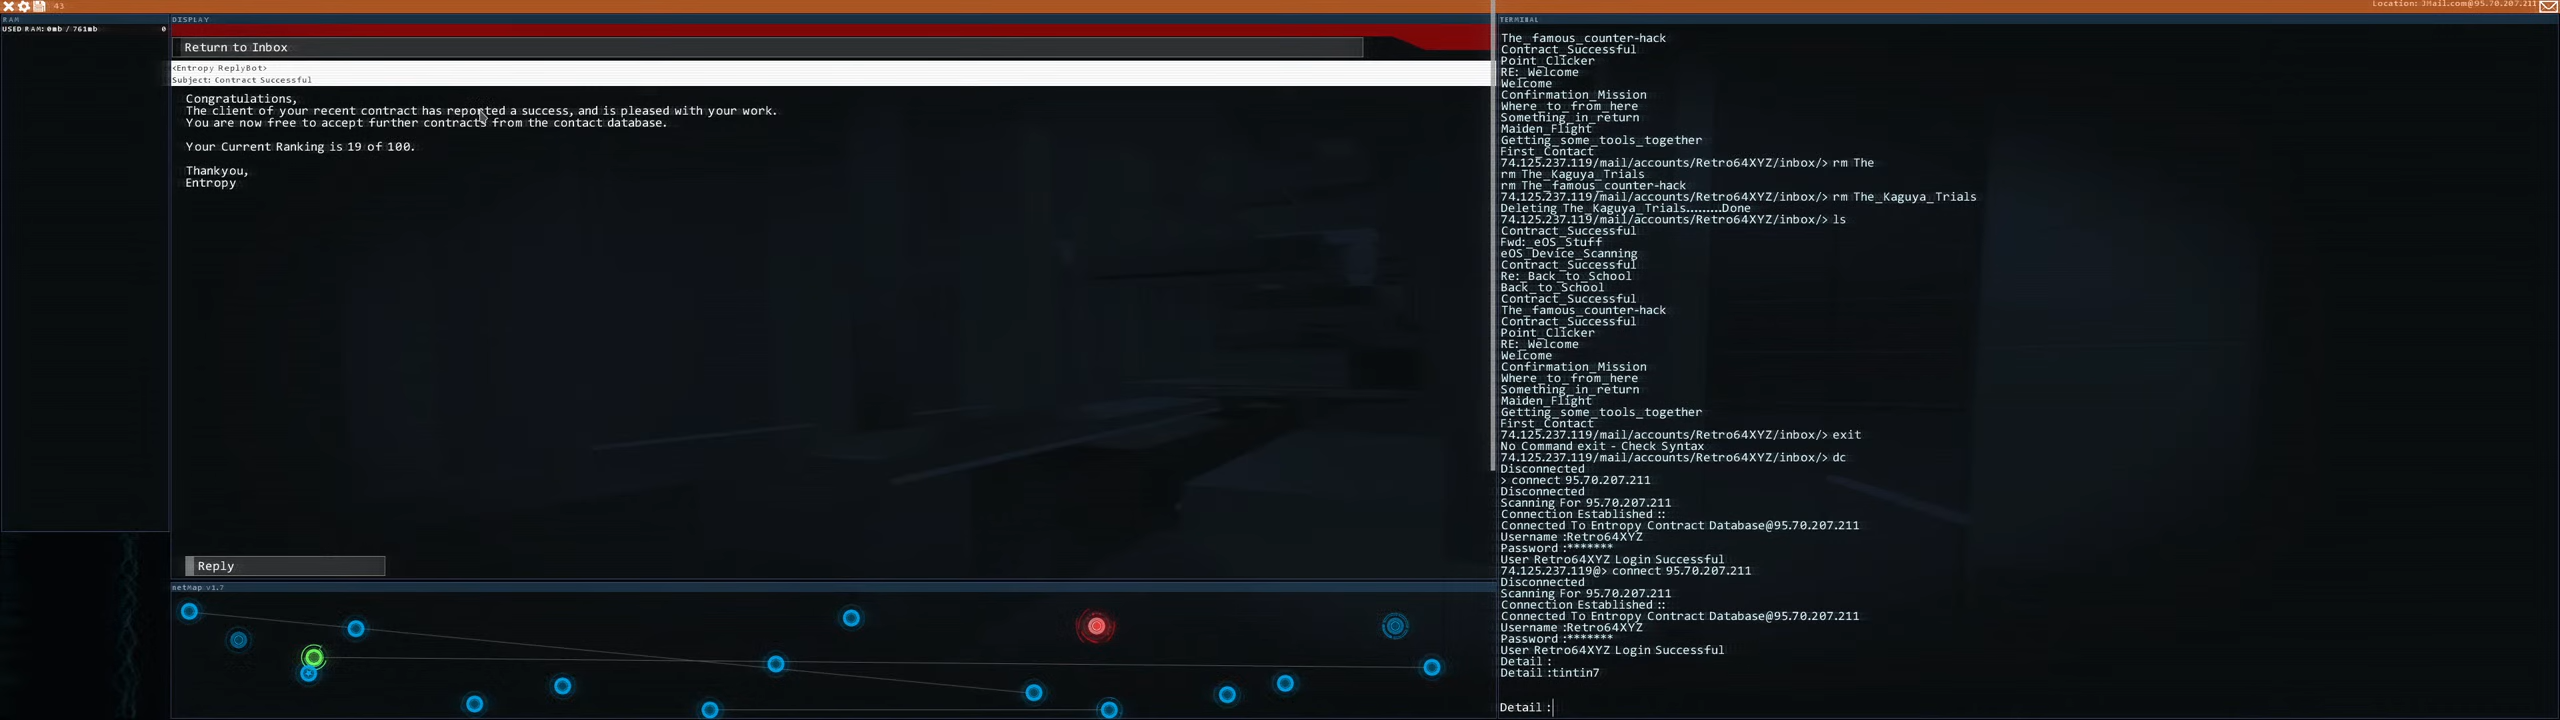 43
Location: JMail.com@95.70.207.211
RAM
USED RAM: 0mb / 761mb
0
DISPLAY
Return to Inbox
<Entropy ReplyBot>
Subject: Contract Successful
Congratulations,
The client of your recent contract has reported a success, and is pleased with your work.
You are now free to accept further contracts from the contact database.
Your Current Ranking is 19 of 100.
Thankyou,
Entropy
Reply
netMap v1.7
TERMINAL
The_famous_counter-hack
Contract_Successful
Point_Clicker
RE:_Welcome
Welcome
Confirmation_Mission
Where_to_from_here
Something_in_return
Maiden_Flight
Getting_some_tools_together
First_Contact
74.125.237.119/mail/accounts/Retro64XYZ/inbox/> rm The
rm The_Kaguya_Trials
rm The_famous_counter-hack
74.125.237.119/mail/accounts/Retro64XYZ/inbox/> rm The_Kaguya_Trials
Deleting The_Kaguya_Trials.........Done
74.125.237.119/mail/accounts/Retro64XYZ/inbox/> ls
Contract_Successful
Fwd:_eOS_Stuff
eOS_Device_Scanning
Contract_Successful
Re:_Back_to_School
Back_to_School
Contract_Successful
The_famous_counter-hack
Contract_Successful
Point_Clicker
RE:_Welcome
Welcome
Confirmation_Mission
Where_to_from_here
Something_in_return
Maiden_Flight
Getting_some_tools_together
First_Contact
74.125.237.119/mail/accounts/Retro64XYZ/inbox/> exit
No Command exit - Check Syntax
74.125.237.119/mail/accounts/Retro64XYZ/inbox/> dc
Disconnected
> connect 95.70.207.211
Disconnected
Scanning For 95.70.207.211
Connection Established ::
Connected To Entropy Contract Database@95.70.207.211
Username :Retro64XYZ
Password :*******
User Retro64XYZ Login Successful
74.125.237.119@> connect 95.70.207.211
Disconnected
Scanning For 95.70.207.211
Connection Established ::
Connected To Entropy Contract Database@95.70.207.211
Username :Retro64XYZ
Password :*******
User Retro64XYZ Login Successful
Detail :
Detail :tintin7
Detail :